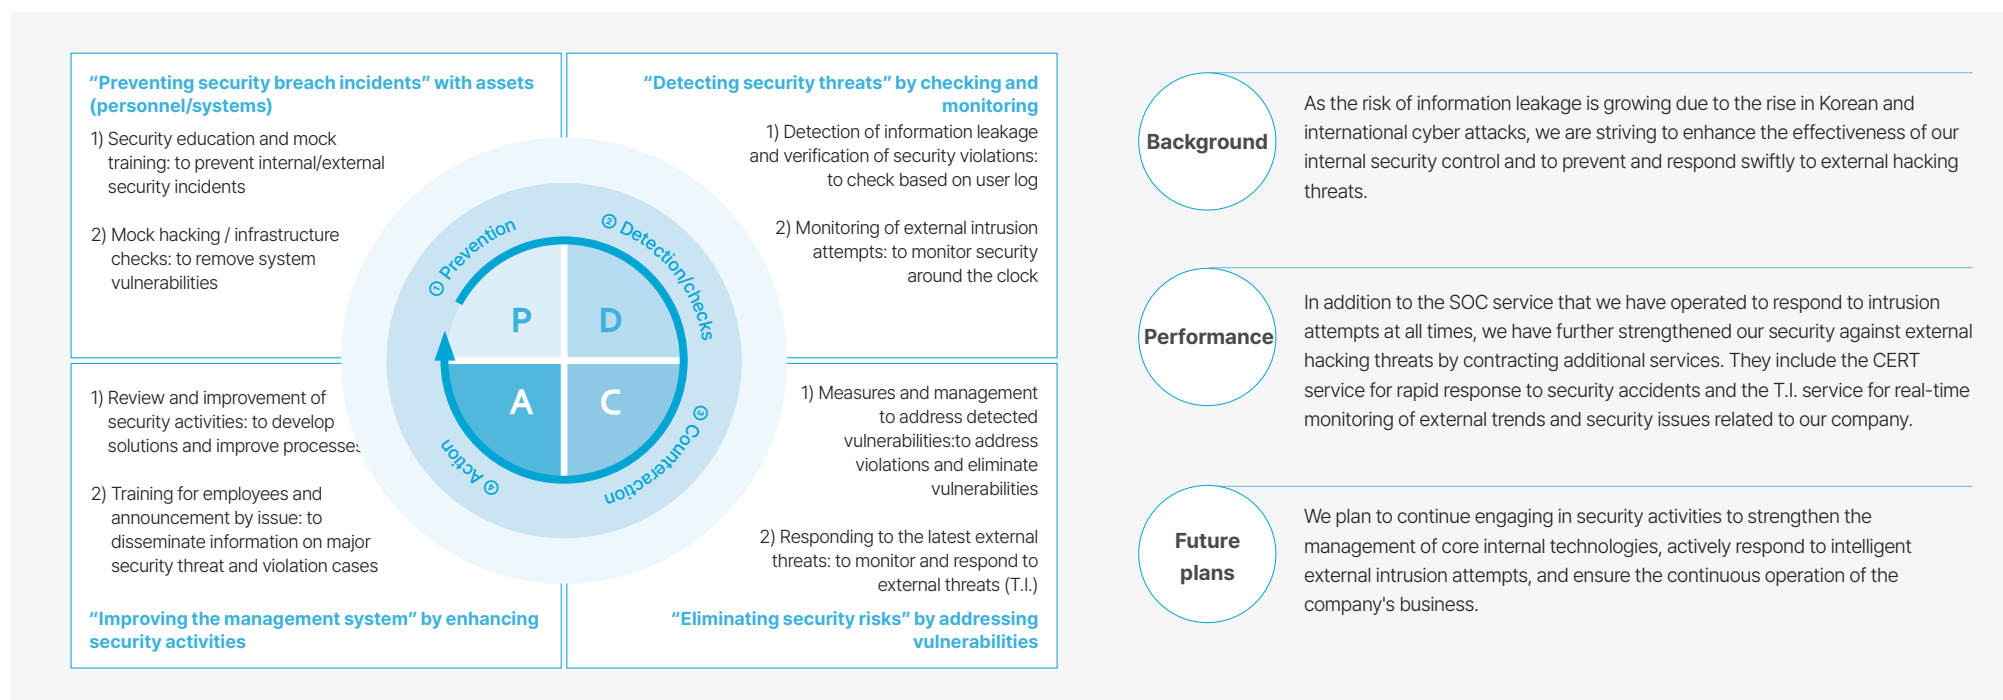 “Preventing security breach incidents” with assets
(personnel/systems)
1) Security education and mock
training: to prevent internal/external
security incidents
2) Mock hacking / infrastructure
checks: to remove system
vulnerabilities
“Detecting security threats” by checking and
monitoring
1) Detection of information leakage
and verification of security violations:
to check based on user log
2) Monitoring of external intrusion
attempts: to monitor security
around the clock
① Prevention
② Detection/checks
③ Counteraction
④ Action
P
D
A
C
1) Review and improvement of
security activities: to develop
solutions and improve processes
2) Training for employees and
announcement by issue: to
disseminate information on major
security threat and violation cases
“Improving the management system” by enhancing
security activities
1) Measures and management
to address detected
vulnerabilities:to address
violations and eliminate
vulnerabilities
2) Responding to the latest external
threats: to monitor and respond to
external threats (T.I.)
“Eliminating security risks” by addressing
vulnerabilities
Background
As the risk of information leakage is growing due to the rise in Korean and
international cyber attacks, we are striving to enhance the effectiveness of our
internal security control and to prevent and respond swiftly to external hacking
threats.
Performance
In addition to the SOC service that we have operated to respond to intrusion
attempts at all times, we have further strengthened our security against external
hacking threats by contracting additional services. They include the CERT
service for rapid response to security accidents and the T.I. service for real-time
monitoring of external trends and security issues related to our company.
Future
plans
We plan to continue engaging in security activities to strengthen the
management of core internal technologies, actively respond to intelligent
external intrusion attempts, and ensure the continuous operation of the
company's business.